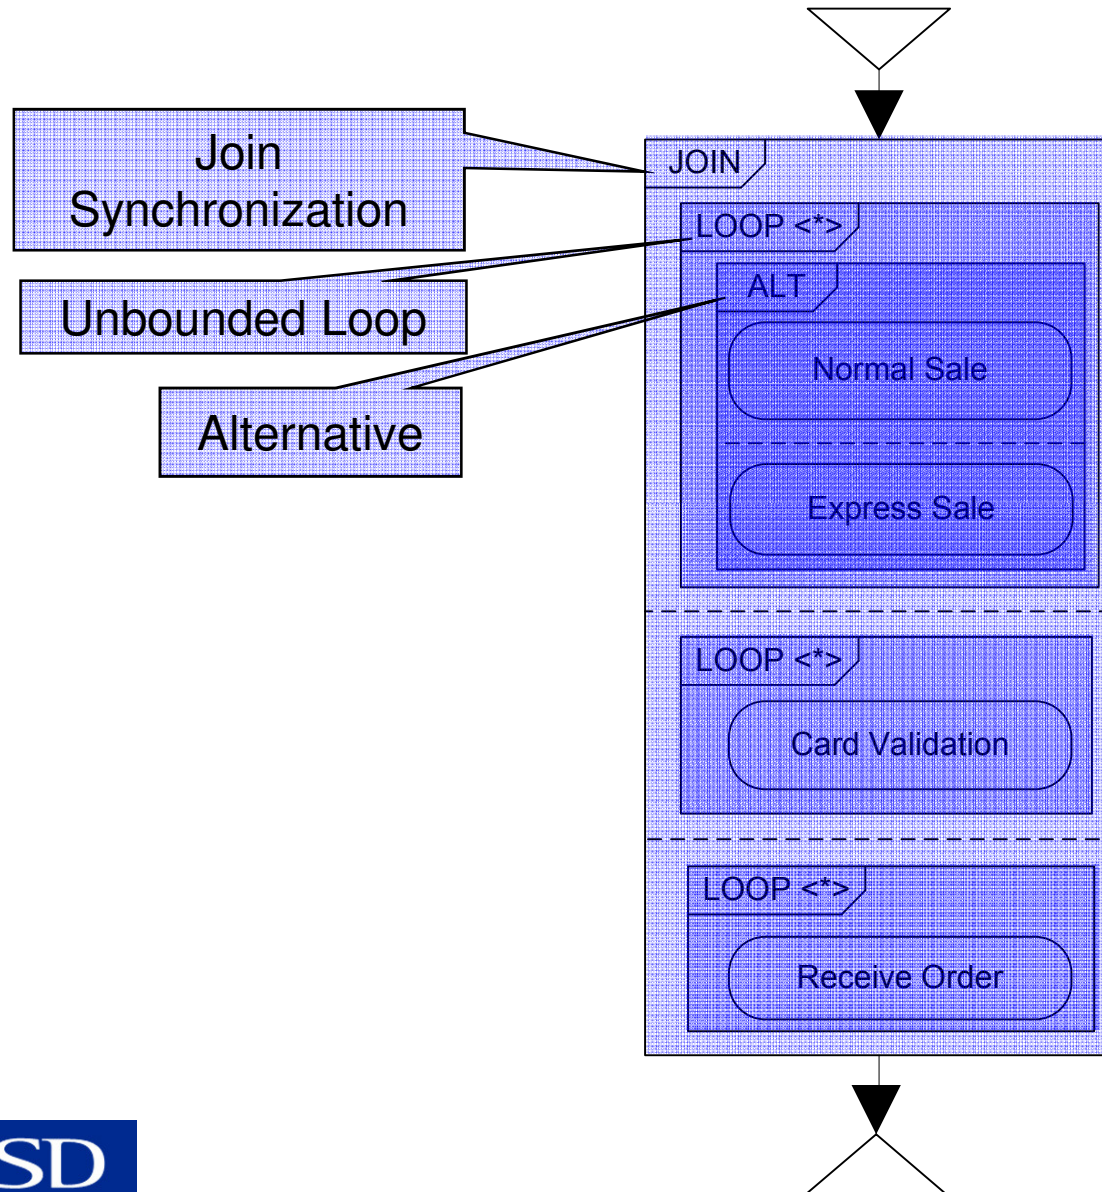 Join
Synchronization
Unbounded Loop
Alternative
JOIN
LOOP <*>
ALT
Normal Sale
Express Sale
LOOP <*>
Card Validation
LOOP <*>
Receive Order
SD